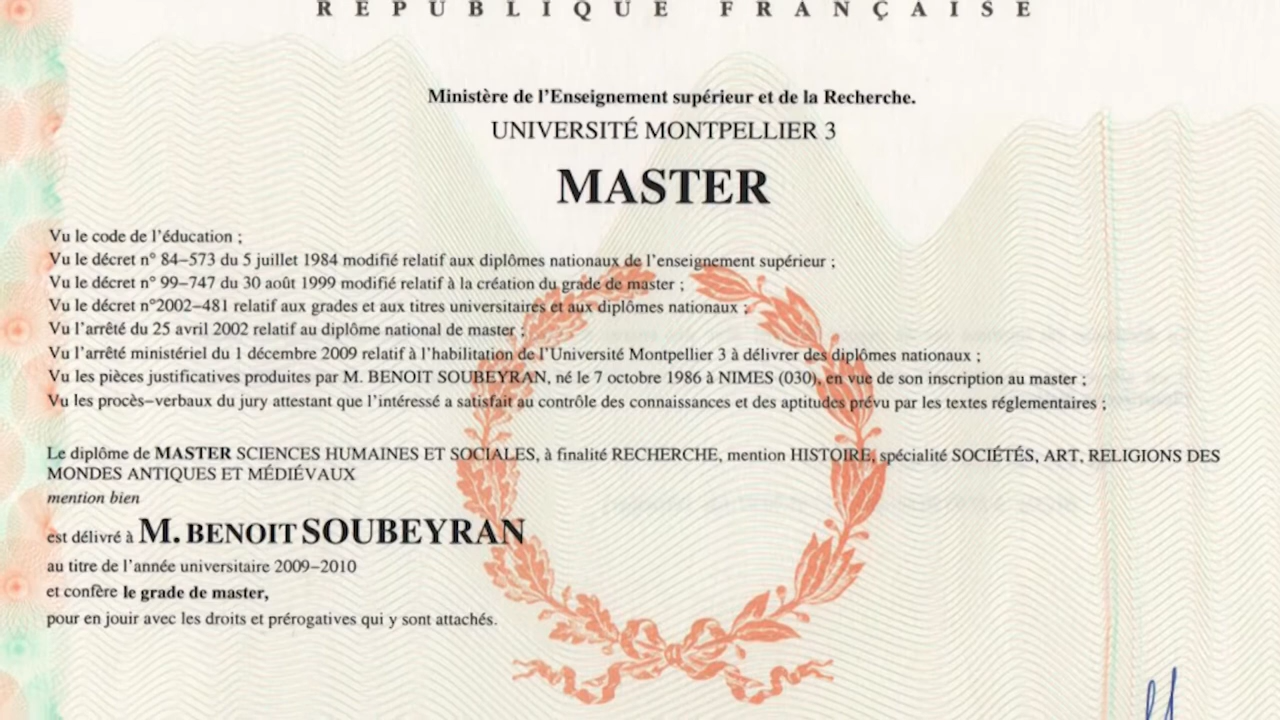 RÉPUBLIQUE FRANÇAISE
Ministère de l'Enseignement supérieur et de la Recherche.
UNIVERSITÉ MONTPELLIER 3
MASTER
Vu le code de l'éducation ;
Vu le décret n° 84–573 du 5 juillet 1984 modifié relatif aux diplômes nationaux de l'enseignement supérieur ;
Vu le décret n° 99–747 du 30 août 1999 modifié relatif à la création du grade de master ;
Vu le décret n°2002–481 relatif aux grades et aux titres universitaires et aux diplômes nationaux ;
Vu l'arrêté du 25 avril 2002 relatif au diplôme national de master ;
Vu l'arrêté ministériel du 1 décembre 2009 relatif à l'habilitation de l'Université Montpellier 3 à délivrer des diplômes nationaux ;
Vu les pièces justificatives produites par M. BENOIT SOUBEYRAN, né le 7 octobre 1986 à NIMES (030), en vue de son inscription au master ;
Vu les procès–verbaux du jury attestant que l'intéressé a satisfait au contrôle des connaissances et des aptitudes prévu par les textes réglementaires ;
Le diplôme de MASTER SCIENCES HUMAINES ET SOCIALES, à finalité RECHERCHE, mention HISTOIRE, spécialité SOCIÉTÉS, ART, RELIGIONS DES
MONDES ANTIQUES ET MÉDIÉVAUX
mention bien
est délivré à M. BENOIT SOUBEYRAN
au titre de l'année universitaire 2009–2010
et confère le grade de master,
pour en jouir avec les droits et prérogatives qui y sont attachés.